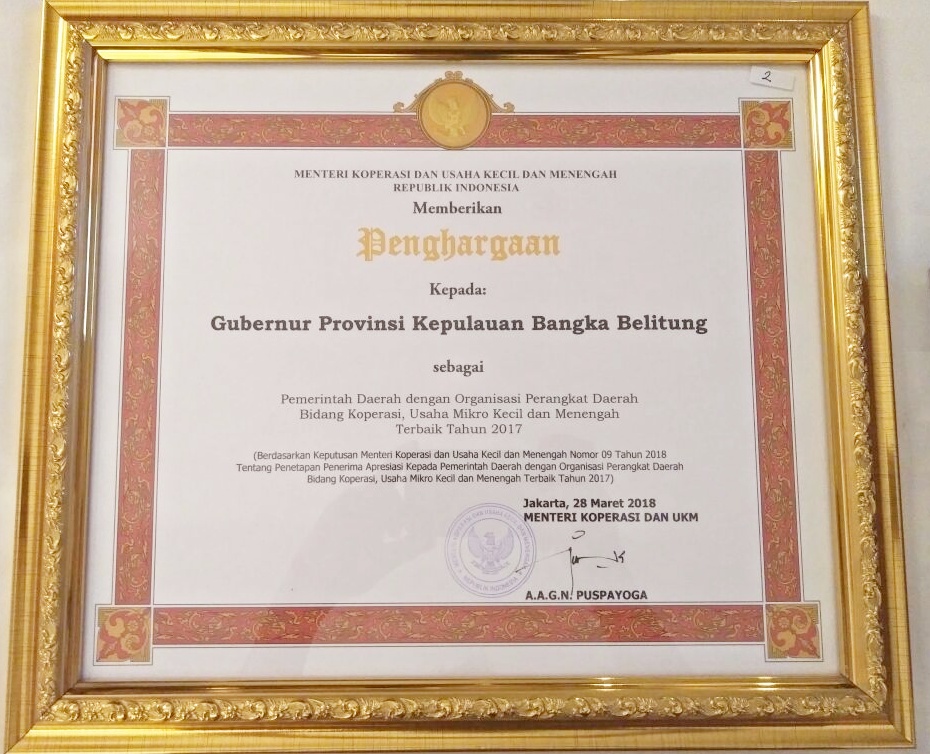 2
MENTERI KOPERASI DAN USAHA KECIL DAN MENENGAH
REPUBLIK INDONESIA
Memberikan
Penghargaan
Kepada:
Gubernur Provinsi Kepulauan Bangka Belitung
sebagai
Pemerintah Daerah dengan Organisasi Perangkat Daerah
Bidang Koperasi, Usaha Mikro Kecil dan Menengah
Terbaik Tahun 2017
(Berdasarkan Keputusan Menteri Koperasi dan Usaha Kecil dan Menengah Nomor 09 Tahun 2018
Tentang Penetapan Penerima Apresiasi Kepada Pemerintah Daerah dengan Organisasi Perangkat Daerah
Bidang Koperasi, Usaha Mikro Kecil dan Menengah Terbaik Tahun 2017)
Jakarta, 28 Maret 2018
MENTERI KOPERASI DAN UKM
REPUBLIK INDONESIA
A.A.G.N. PUSPAYOGA